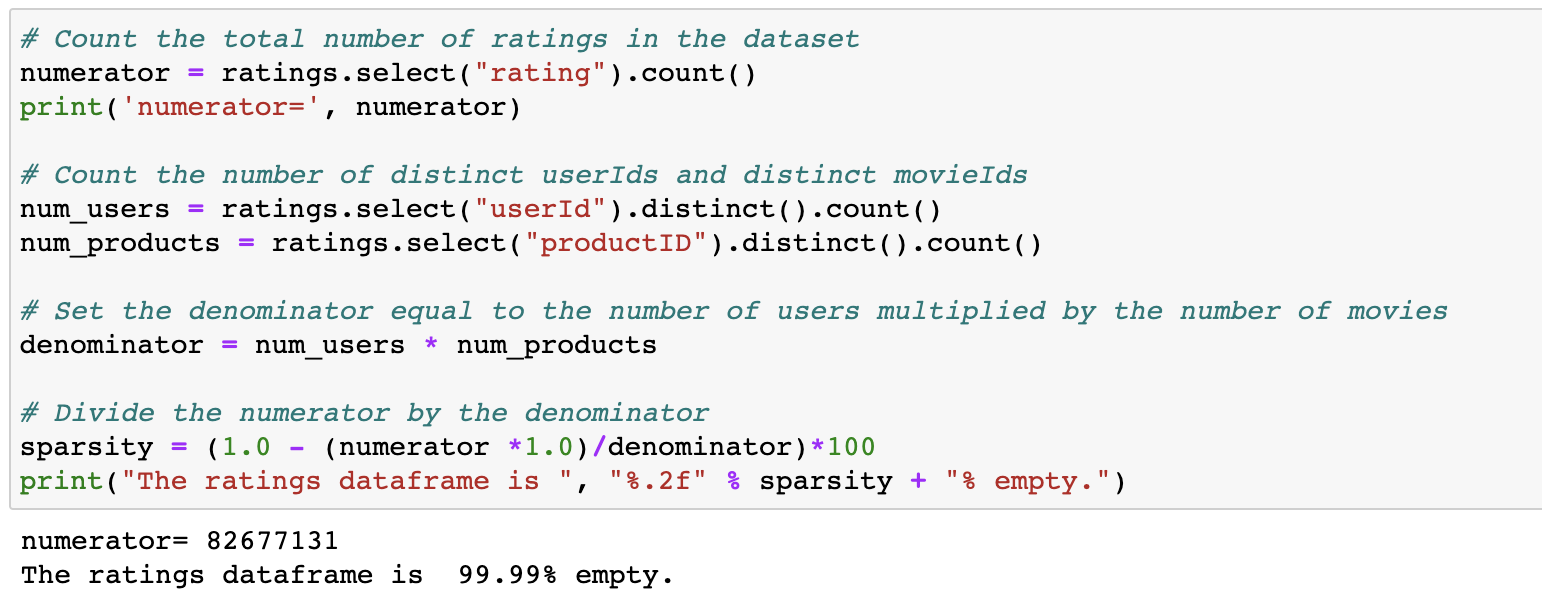 # Count the total number of ratings in the dataset
numerator = ratings.select("rating").count()
print('numerator=', numerator)
# Count the number of distinct userIds and distinct movieIds
num_users = ratings.select("userId").distinct().count()
num_products = ratings.select("productID").distinct().count()
# Set the denominator equal to the number of users multiplied by the number of movies
denominator = num_users * num_products
# Divide the numerator by the denominator
sparsity = (1.0 - (numerator *1.0)/denominator)*100
print("The ratings dataframe is ", "%.2f" % sparsity + "% empty.")
numerator= 82677131
The ratings dataframe is  99.99% empty.